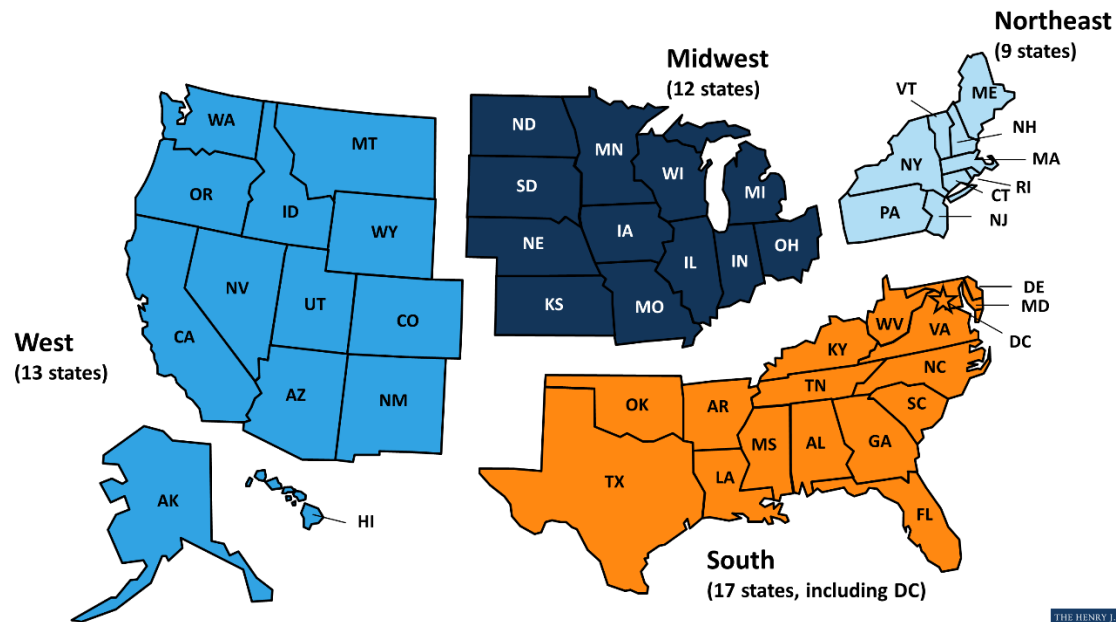 Northeast
(9 states)
Midwest
(12 states)
West
(13 states)
South
(17 states, including DC)
WA
MT
OR
ID
WY
NV
UT
CO
CA
AZ
NM
AK
HI
ND
MN
SD
WI
MI
NE
IA
IL
IN
OH
KS
MO
VT
ME
NH
NY
MA
RI
CT
PA
NJ
DE
MD
WV
VA
DC
KY
NC
TN
OK
AR
SC
MS
AL
GA
TX
LA
FL
THE HENRY J.